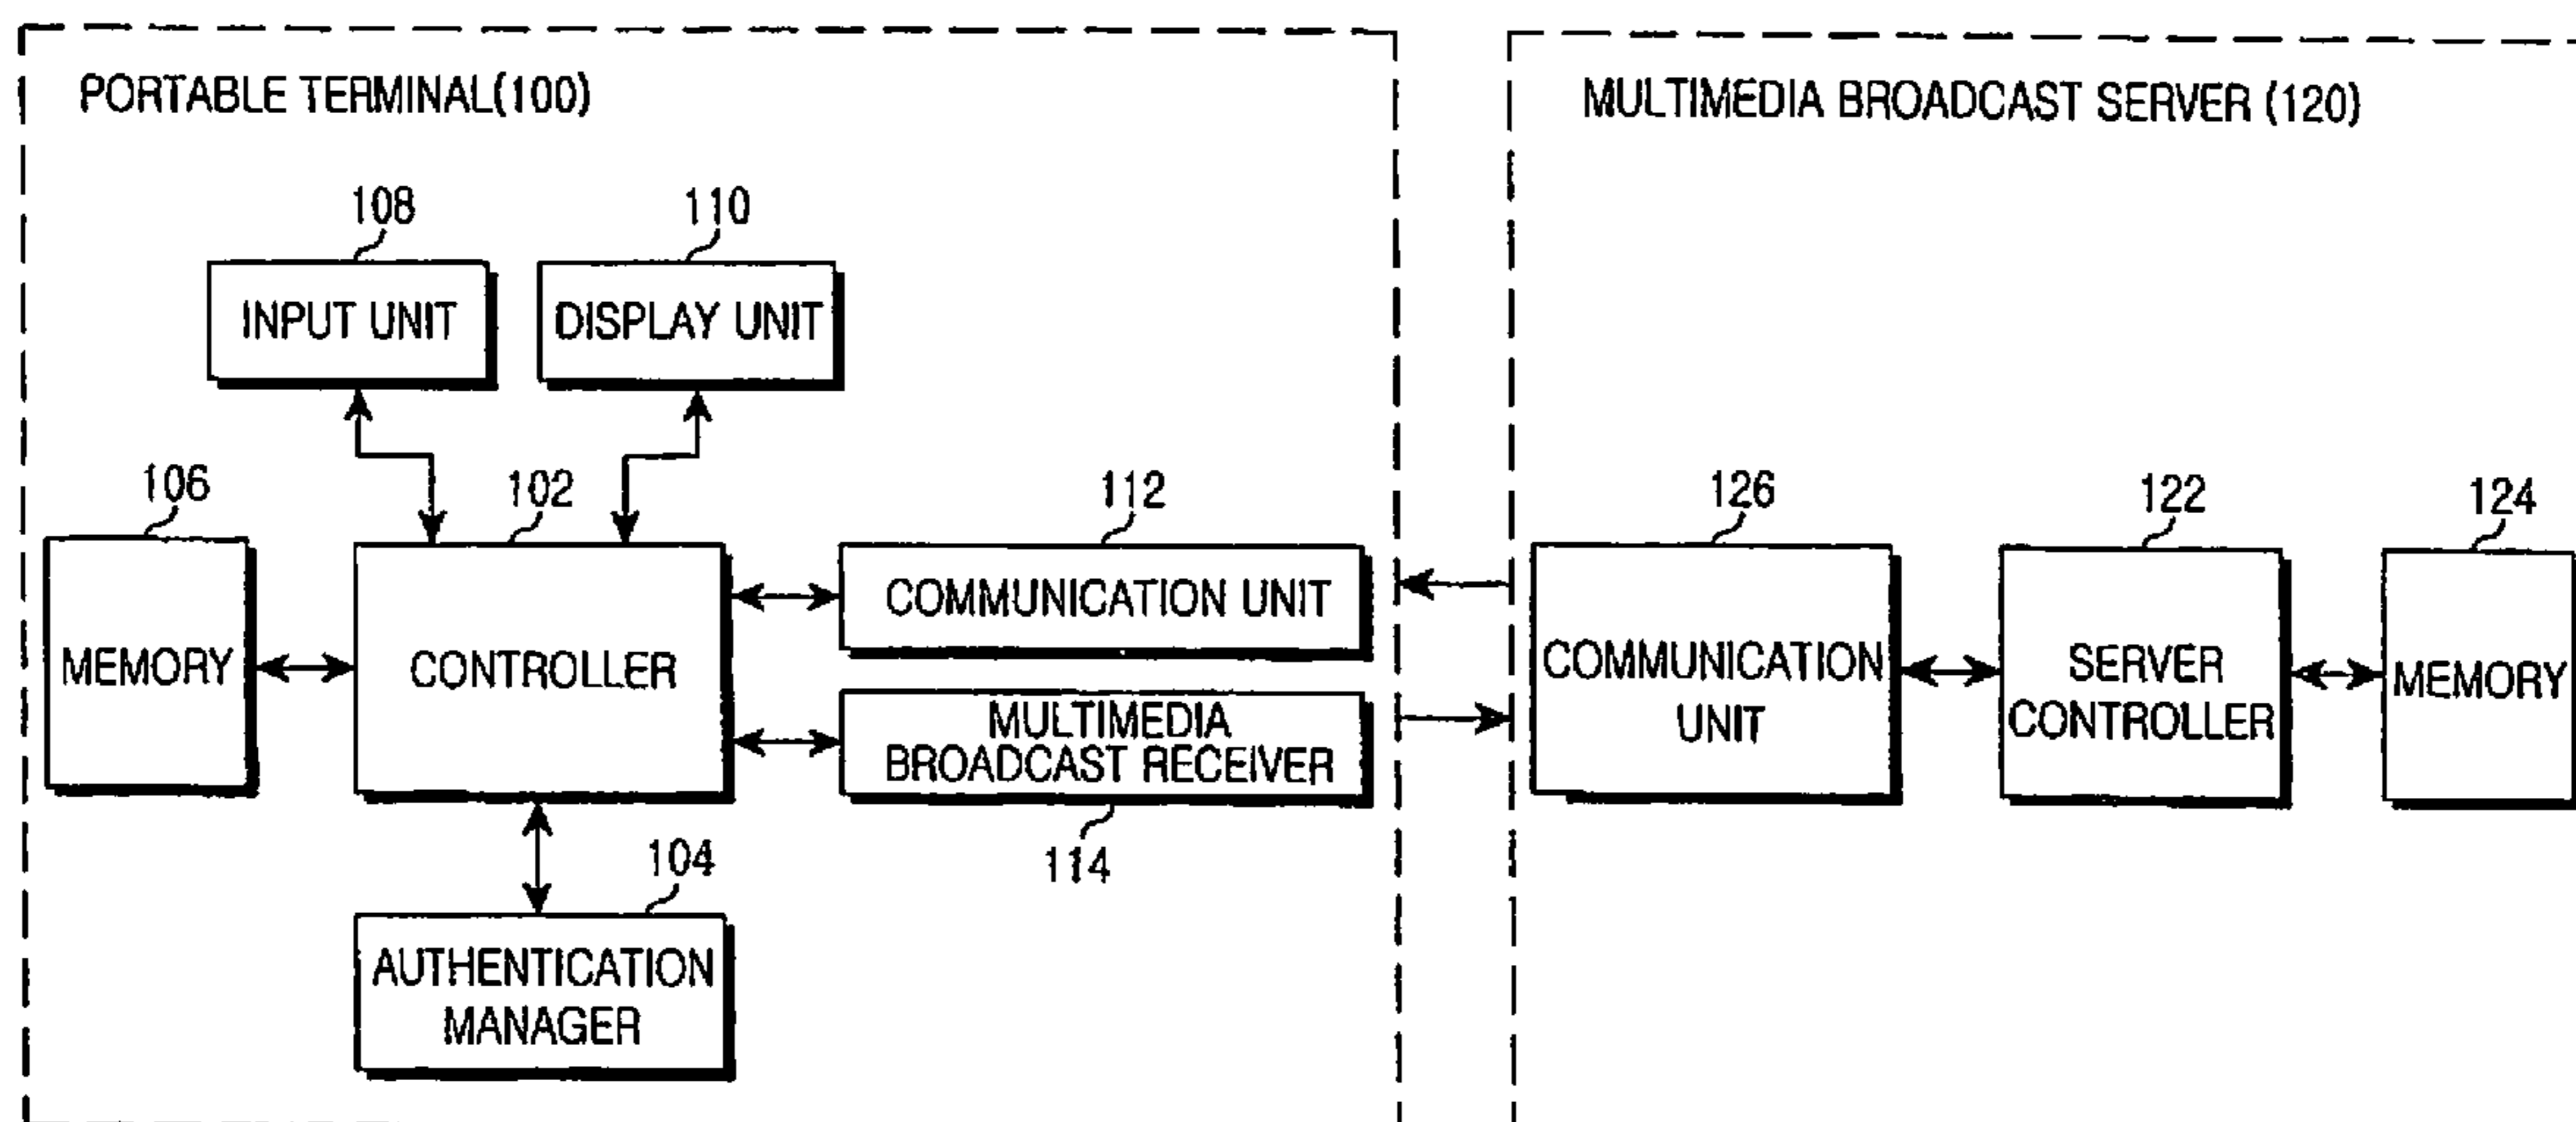 PORTABLE TERMINAL(100)
MULTIMEDIA BROADCAST SERVER (120)
108
110
INPUT UNIT
DISPLAY UNIT
106
102
112
126
122
124
MEMORY
CONTROLLER
COMMUNICATION UNIT
MULTIMEDIA
BROADCAST RECEIVER
COMMUNICATION
UNIT
SERVER
CONTROLLER
MEMORY
104
114
AUTHENTICATION
MANAGER